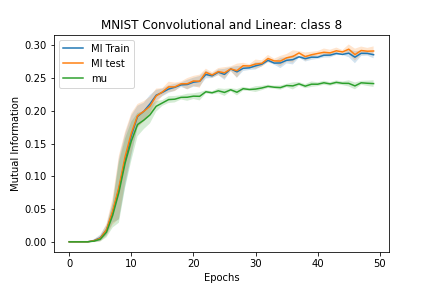 MNIST Convolutional and Linear: class 8
MI Train
MI test
mu
Mutual Information
0.30
0.25
0.20
0.15
0.10
0.05
0.00
0
10
20
30
40
50
Epochs